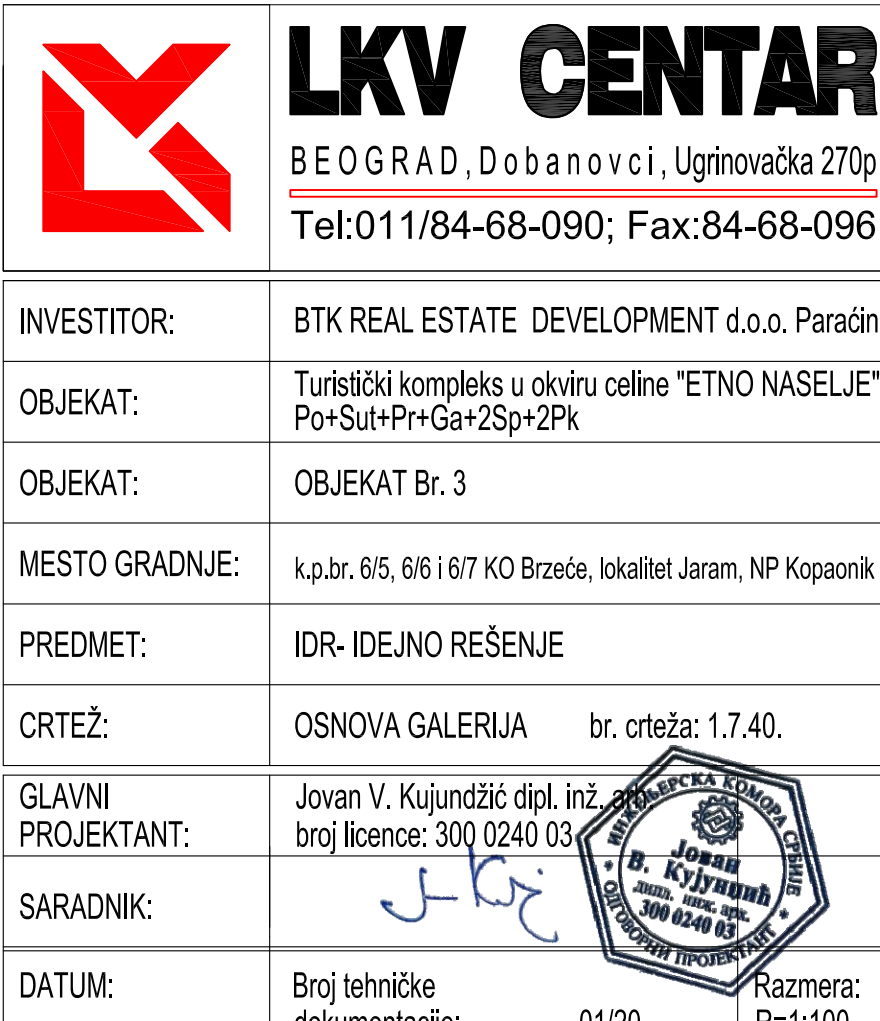 LKV CENTAR
BEOGRAD, Dobanovci, Ugrinovačka 270p
Tel:011/84-68-090; Fax:84-68-096
INVESTITOR:
BTK REAL ESTATE DEVELOPMENT d.o.o. Paraćin
OBJEKAT:
Turistički kompleks u okviru celine "ETNO NASELJE"
Po+Sut+Pr+Ga+2Sp+2Pk
OBJEKAT:
OBJEKAT Br. 3
MESTO GRADNJE:
k.p.br. 6/5, 6/6 i 6/7 KO Brzeće, lokalitet Jaram, NP Kopaonik
PREDMET:
IDR- IDEJNO REŠENJE
CRTEŽ:
OSNOVA GALERIJA br. crteža: 1.7.40.
GLAVNI
PROJEKTANT:
Jovan V. Kujundžić dipl. inž. arh.
broj licence: 300 0240 03
ИНЖЕЊЕРСКА КОМОРА СРБИЈЕ
Јован
В. Кујунџић
дипл. инж. арх.
300 0240 03
ОДГОВОРНИ ПРОЈЕКТАНТ
SARADNIK:
DATUM:
Broj tehničke
dokumentacije: 01/20
Razmera:
R=1:100